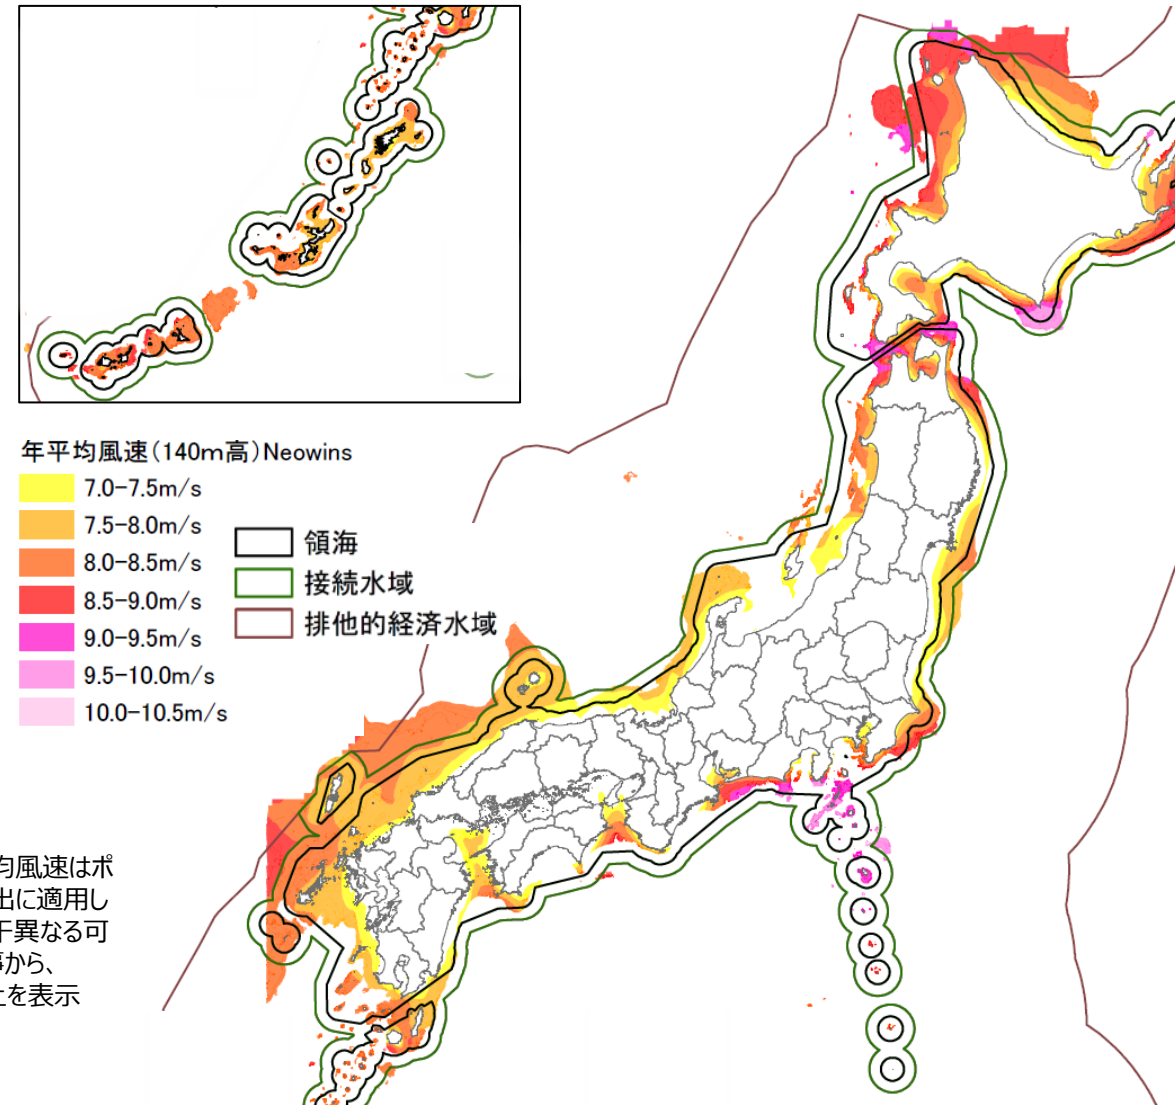 年平均風速(140m高)Neowins
7.0-7.5m/s
7.5-8.0m/s
8.0-8.5m/s
8.5-9.0m/s
9.0-9.5m/s
9.5-10.0m/s
10.0-10.5m/s
領海
接続水域
排他的経済水域
均風速はポ
出に適用し
干異なる可
から、
を表示